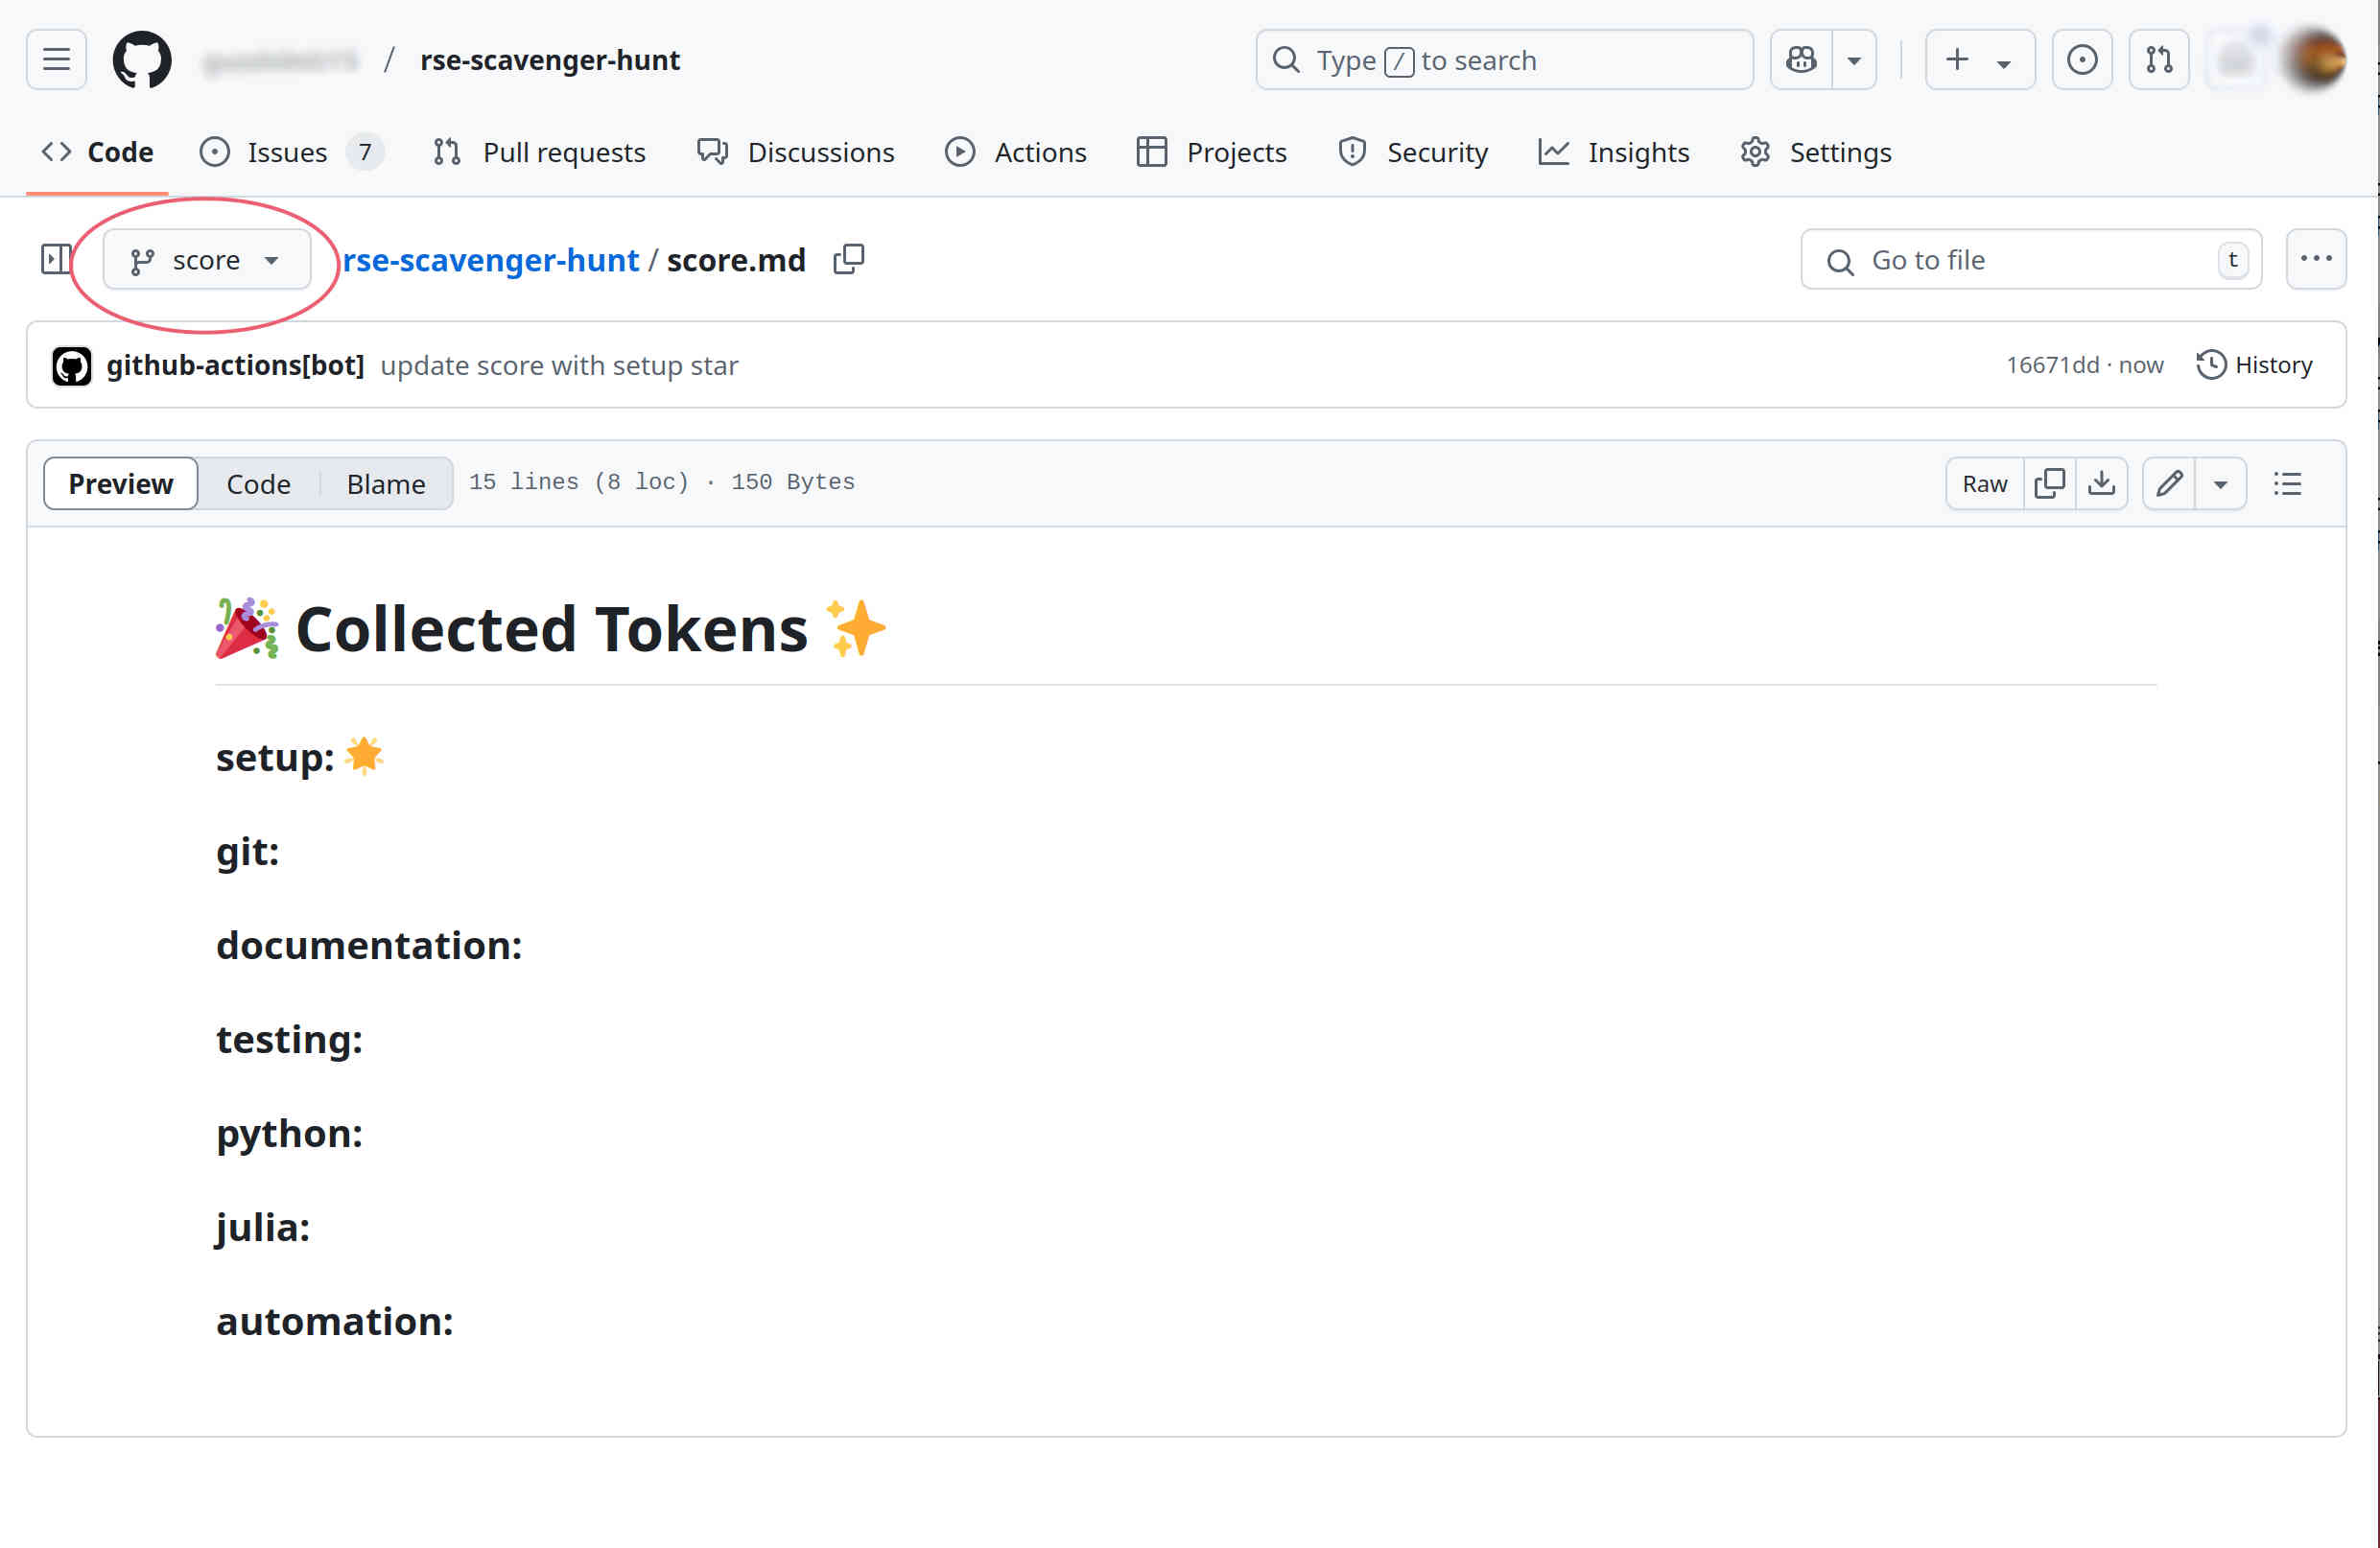 / rse-scavenger-hunt
Type / to search
Code Issues 7 Pull requests Discussions Actions Projects Security Insights Settings
score rse-scavenger-hunt / score.md
Go to file t
github-actions[bot] update score with setup star
16671dd · now History
Preview Code Blame 15 lines (8 loc) · 150 Bytes
Raw
🎉 Collected Tokens ✨
setup: 🌟
git:
documentation:
testing:
python:
julia:
automation: